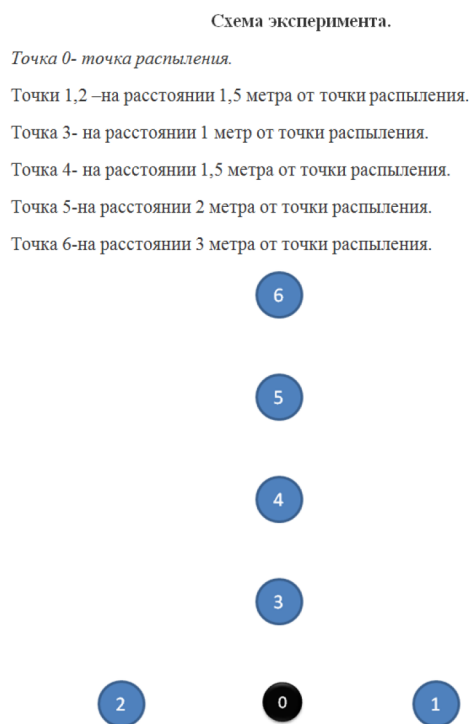 Схема эксперимента.
Точка 0- точка распыления.
Точки 1,2 –на расстоянии 1,5 метра от точки распыления.
Точка 3- на расстоянии 1 метр от точки распыления.
Точка 4- на расстоянии 1,5 метра от точки распыления.
Точка 5-на расстоянии 2 метра от точки распыления.
Точка 6-на расстоянии 3 метра от точки распыления.
6
5
4
3
2 0 1